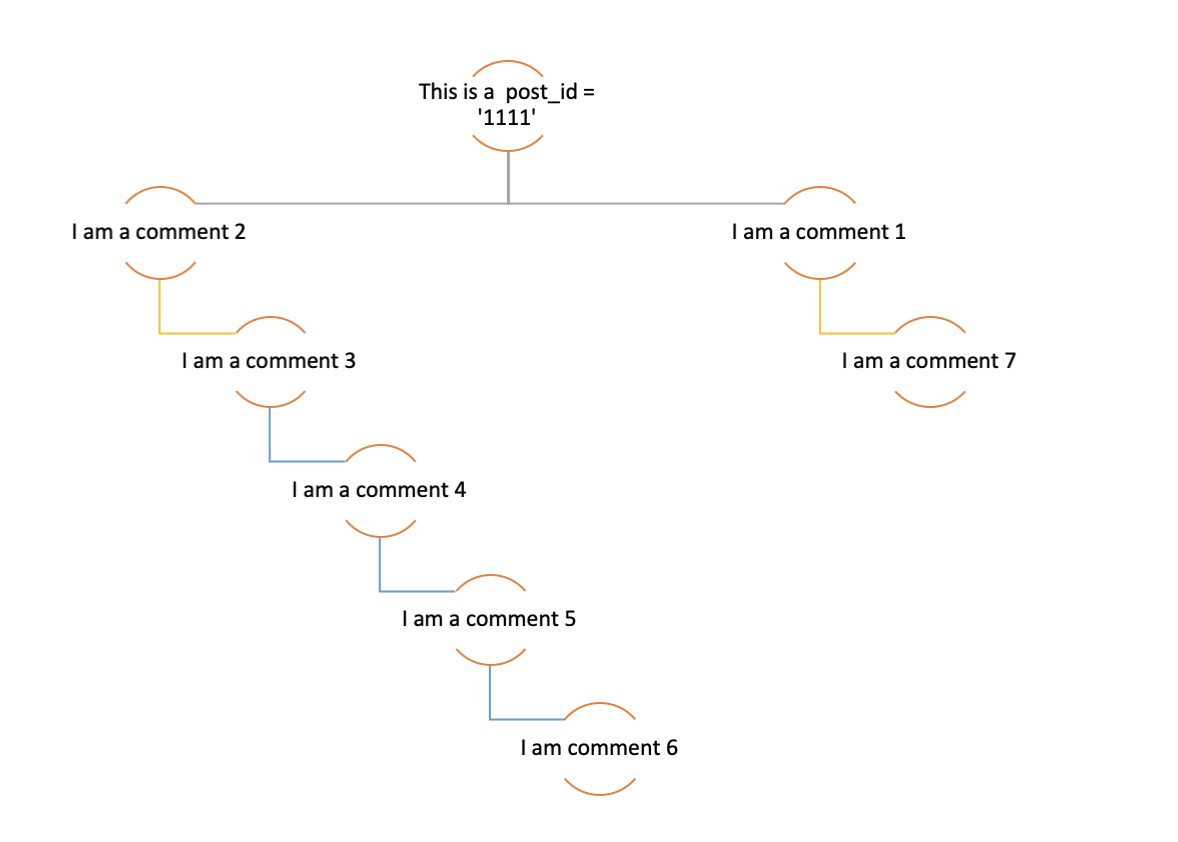 This is a  post_id =
'1111'
I am a comment 2
I am a comment 1
I am a comment 3
I am a comment 7
I am a comment 4
I am a comment 5
I am comment 6